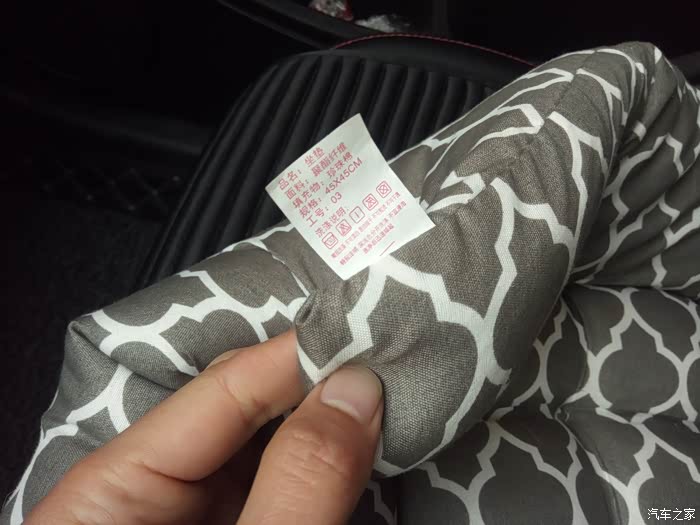 品名：坐垫
面料：聚酯纤维
填充物：珍珠棉
规格：45X45CM
工号：03
洗涤说明：
汽车之家